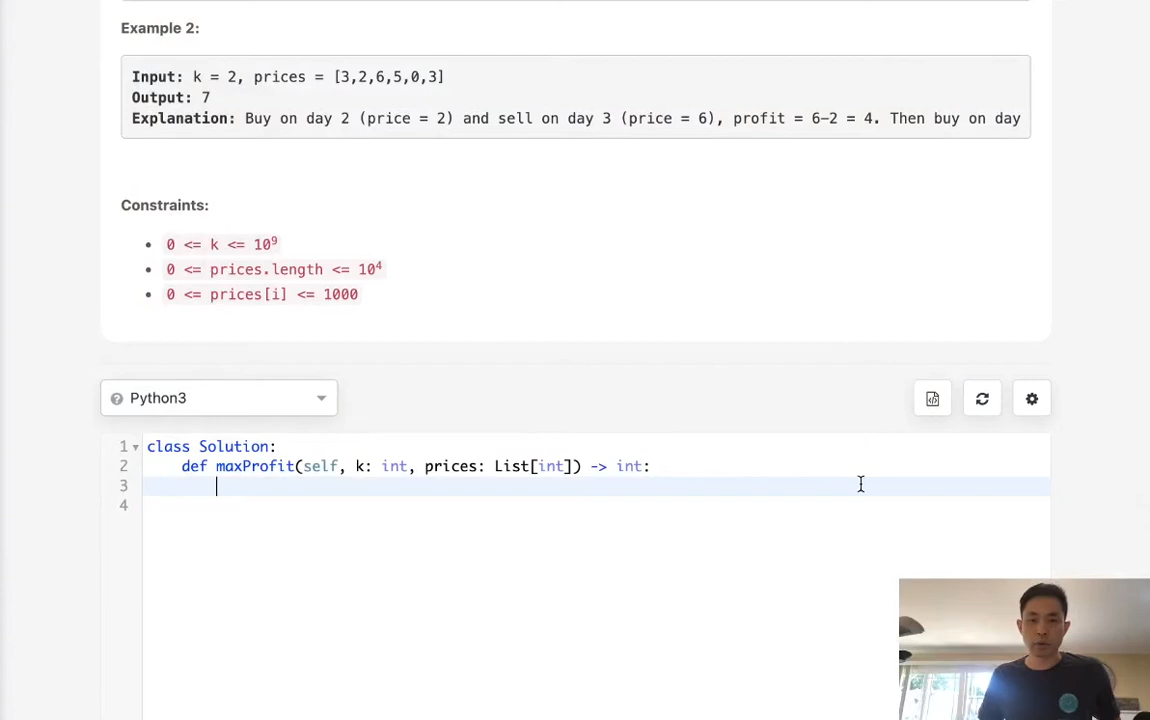 Example 2:
Input: k = 2, prices = [3,2,6,5,0,3]
Output: 7
Explanation: Buy on day 2 (price = 2) and sell on day 3 (price = 6), profit = 6-2 = 4. Then buy on day
Constraints:
• 0 <= k <= 10⁹
• 0 <= prices.length <= 10⁴
• 0 <= prices[i] <= 1000
Python3
1 class Solution:
2 def maxProfit(self, k: int, prices: List[int]) -> int:
3
4